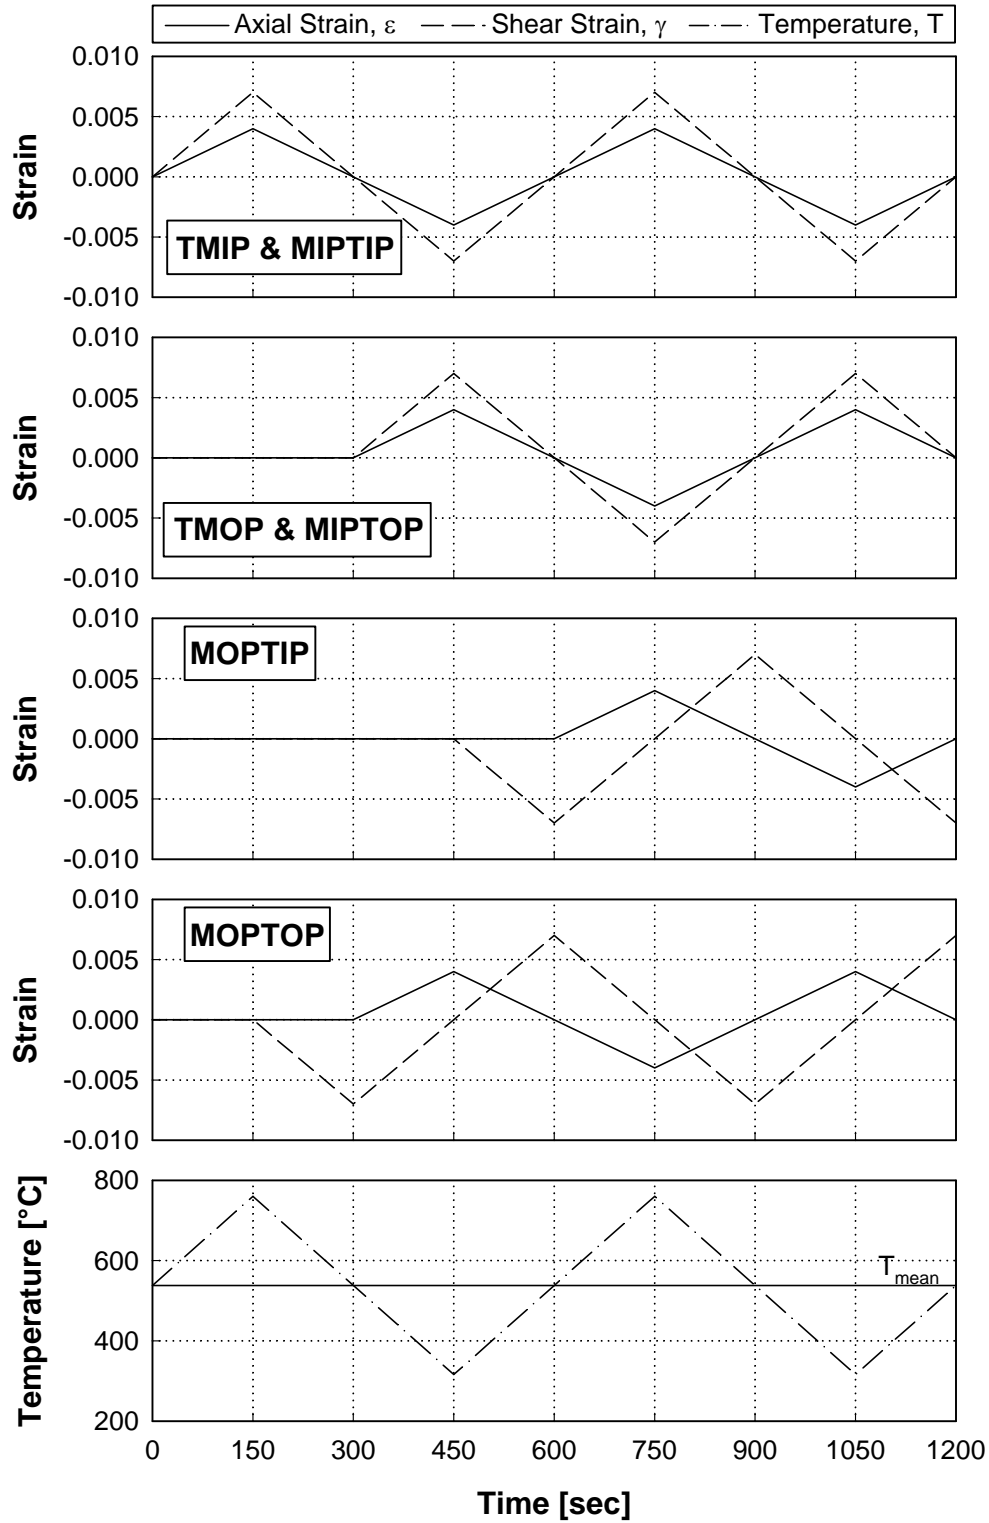 Axial Strain, ε Shear Strain, γ Temperature, T
0.010
0.005
0.000
-0.005
-0.010
Strain
TMIP & MIPTIP
0.010
0.005
0.000
-0.005
-0.010
Strain
TMOP & MIPTOP
0.010
0.005
0.000
-0.005
-0.010
Strain
MOPTIP
0.010
0.005
0.000
-0.005
-0.010
Strain
MOPTOP
800
600
400
200
Temperature [°C]
Tmean
0 150 300 450 600 750 900 1050 1200
Time [sec]